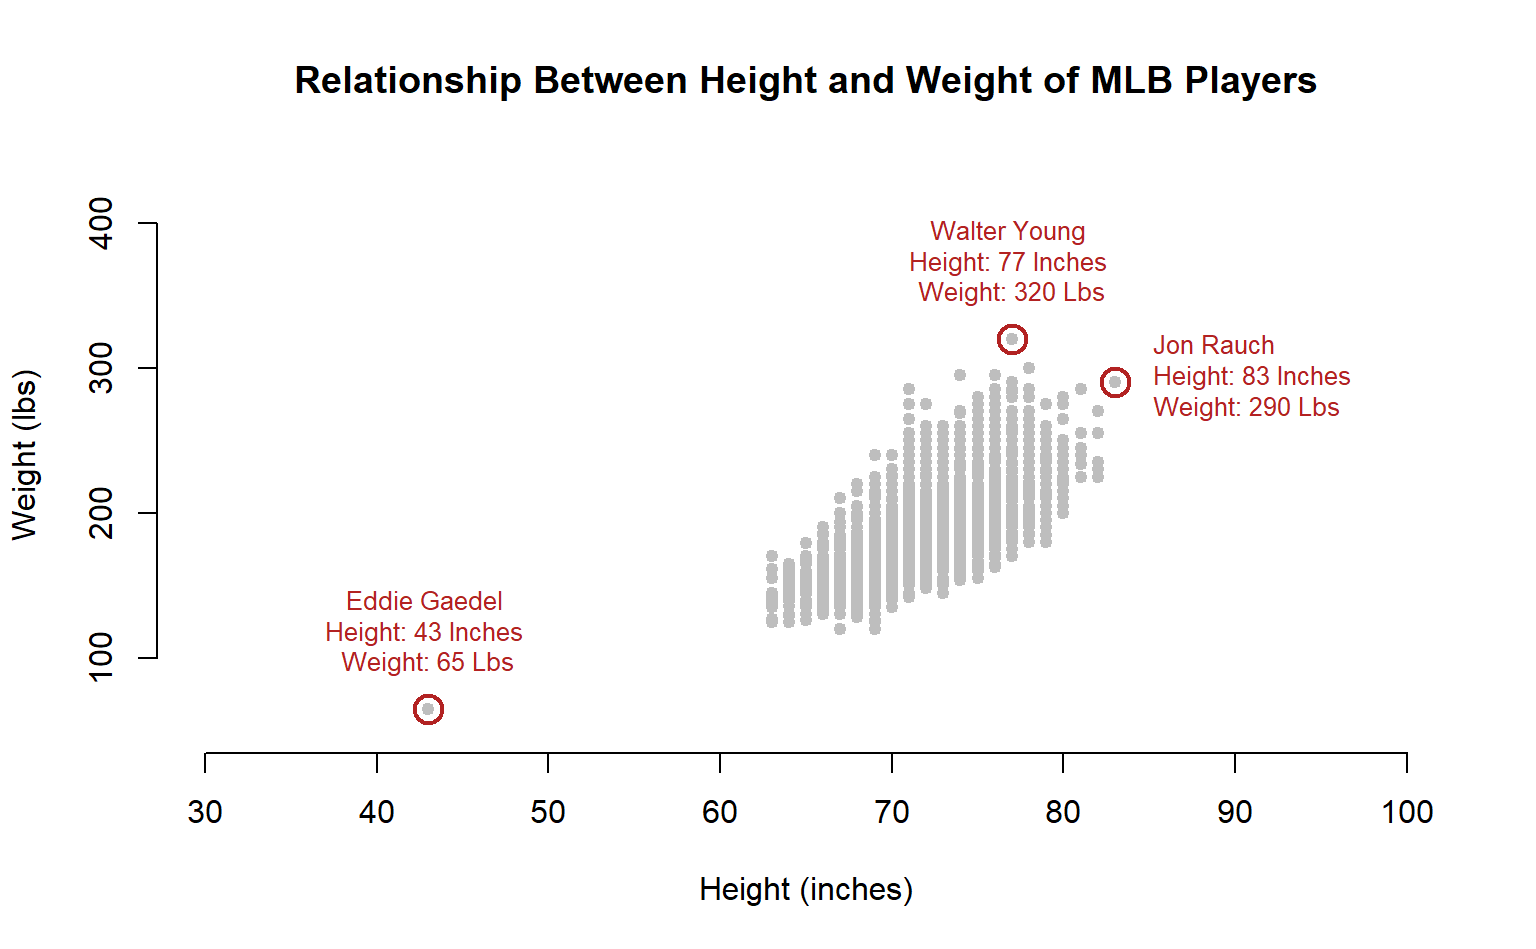 Relationship Between Height and Weight of MLB Players
Weight (lbs)
400
300
200
100
Walter Young
Height: 77 Inches
Weight: 320 Lbs
Jon Rauch
Height: 83 Inches
Weight: 290 Lbs
Eddie Gaedel
Height: 43 Inches
Weight: 65 Lbs
30 40 50 60 70 80 90 100
Height (inches)